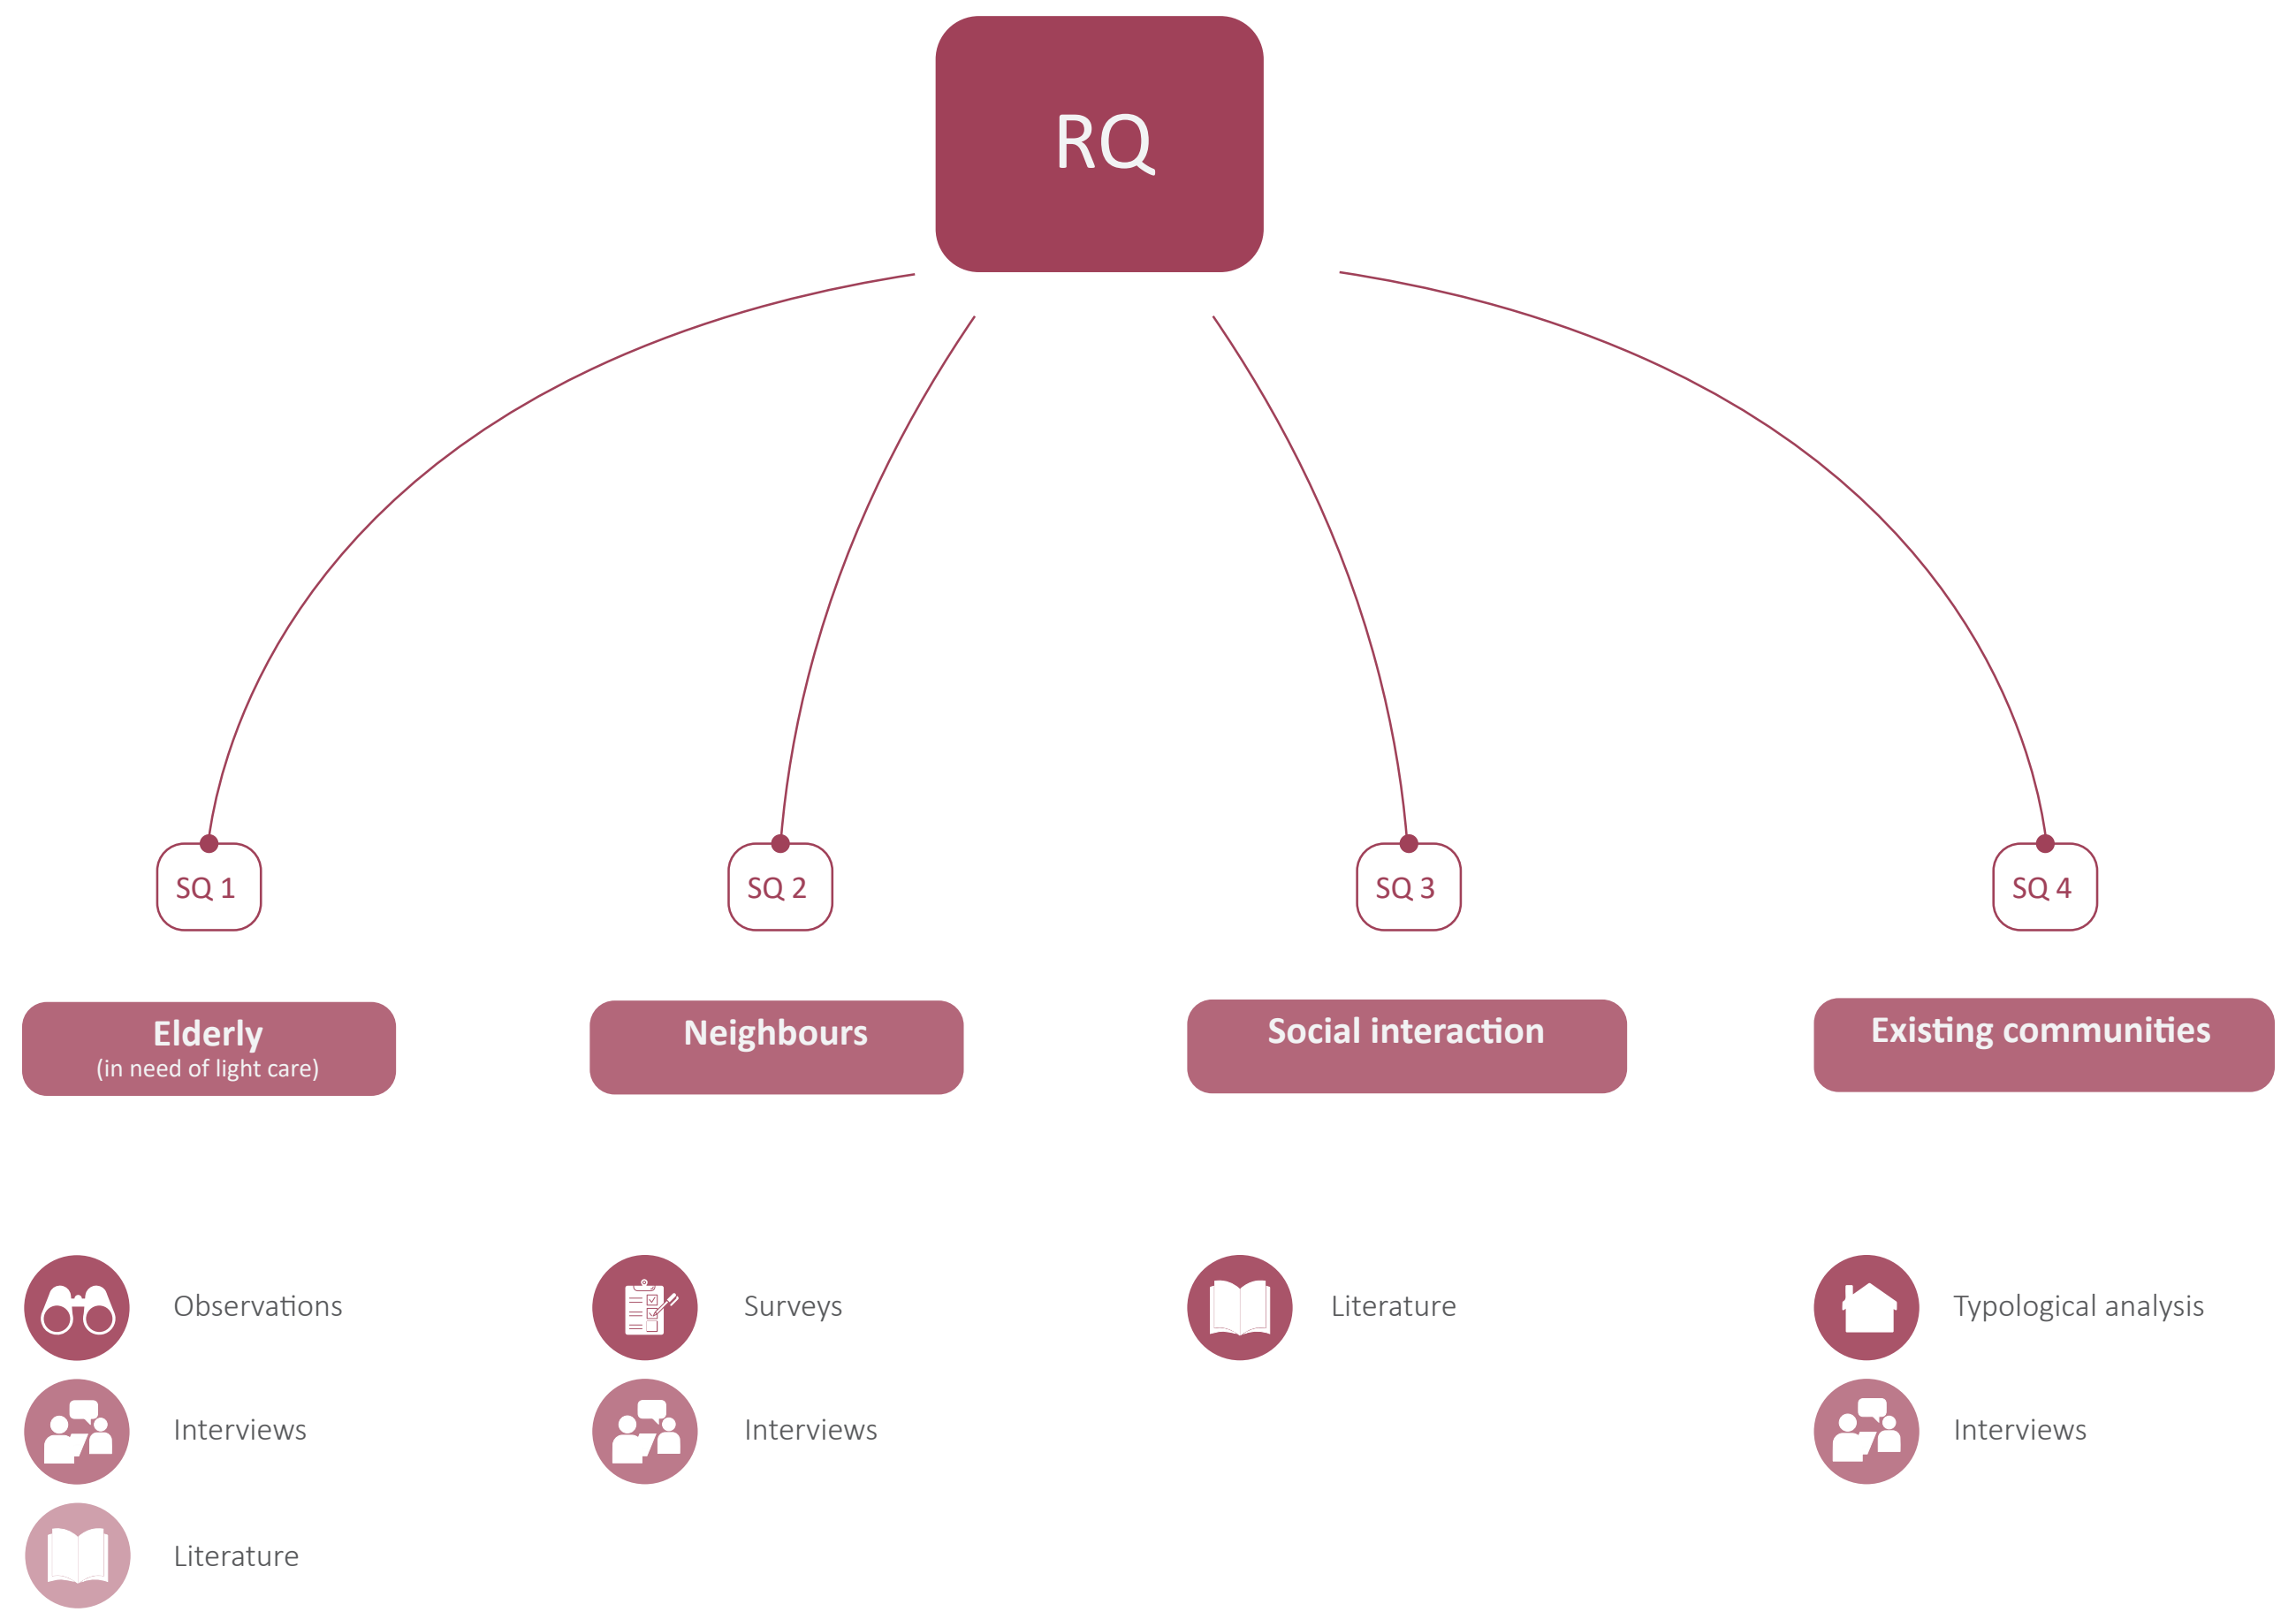 RQ
SQ 1
SQ 2
SQ 3
SQ 4
Elderly
(in need of light care)
Neighbours
Social interaction
Existing communities
Observations
Interviews
Literature
Surveys
Interviews
Literature
Typological analysis
Interviews